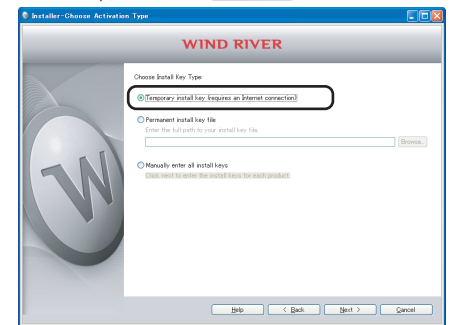 Installer-Choose Activation Type
WIND RIVER
Choose Install Key Type:
Temporary install key (requires an Internet connection)
Permanent install key file
Enter the full path to your install key file.
Browse...
Manually enter all install keys
Click next to enter the install keys for each product.
W
Help
< Back
Next >
Cancel